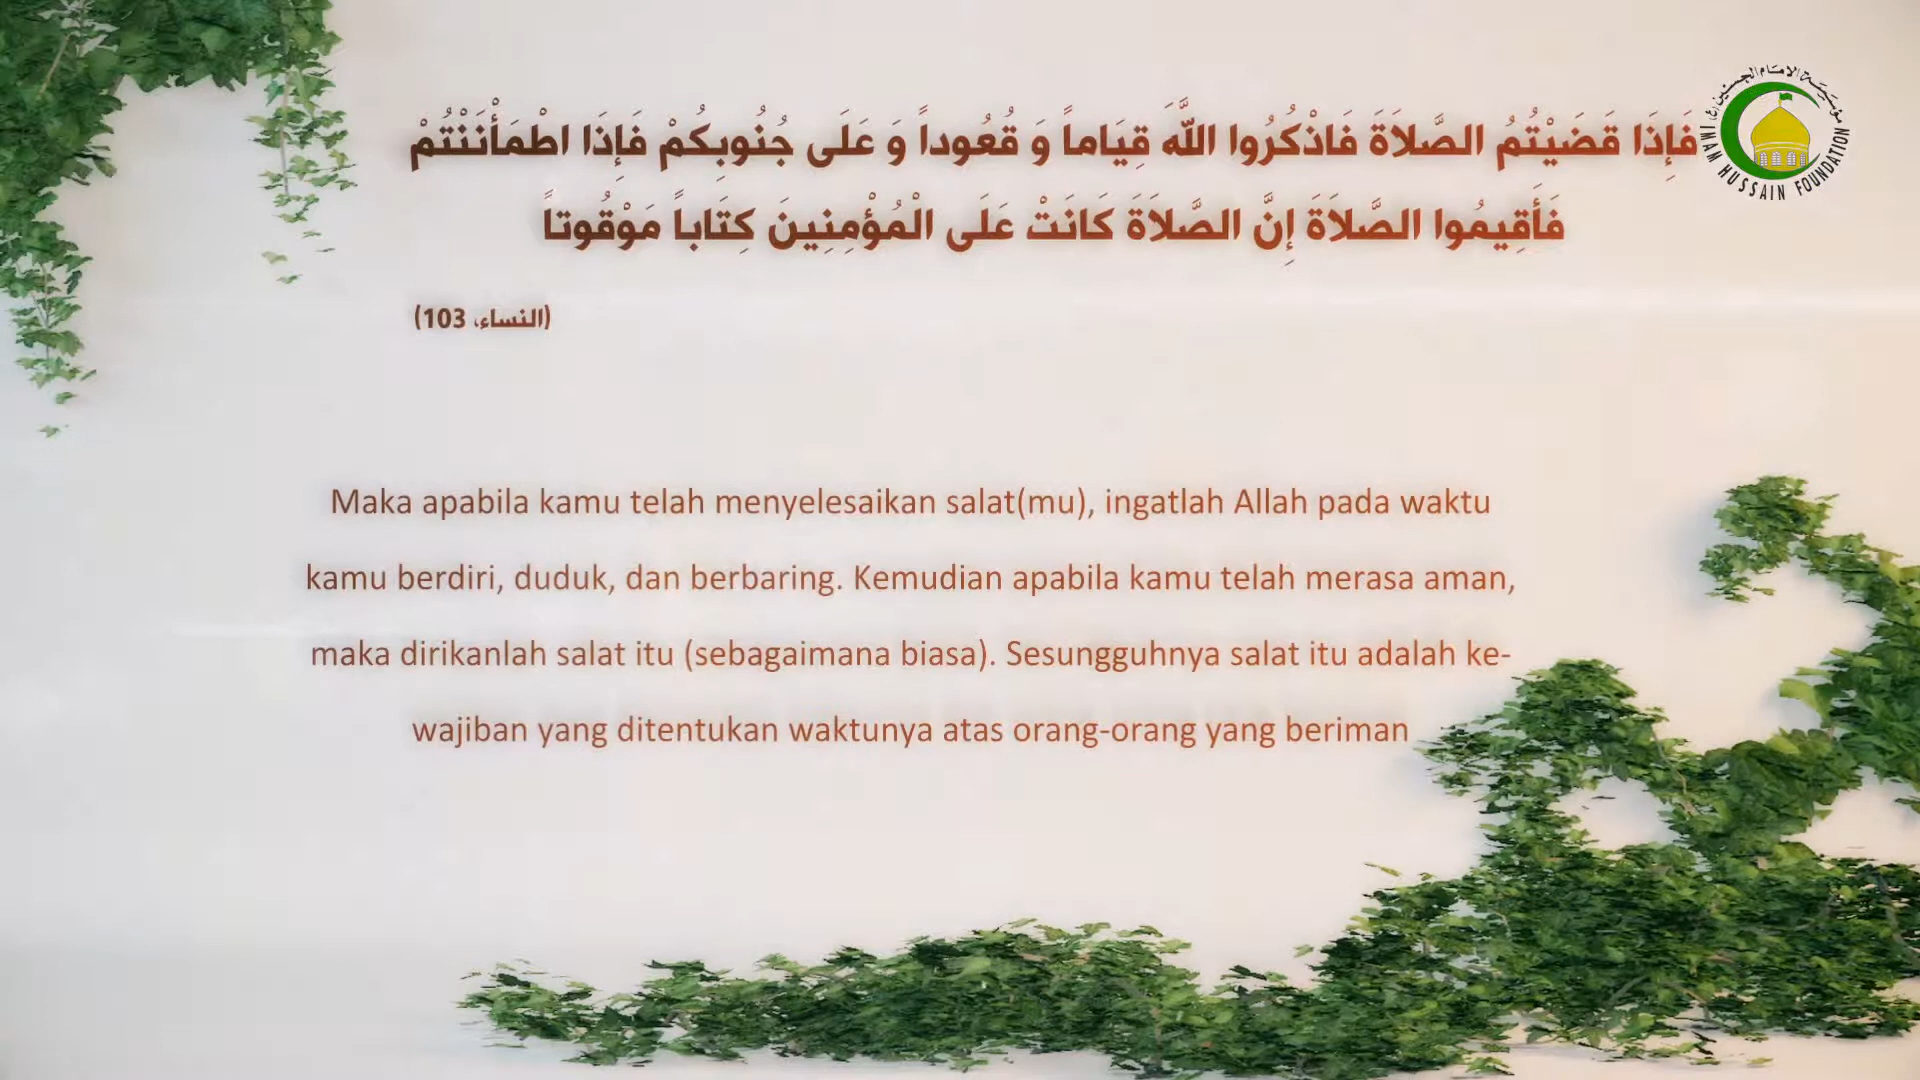 فَإِذَا قَضَيْتُمُ الصَّلاَةَ فَاذْكُرُوا اللَّهَ قِيَاماً وَ قُعُوداً وَ عَلَى جُنُوبِكُمْ فَإِذَا اطْمَأْنَنْتُمْ
فَأَقِيمُوا الصَّلاَةَ إِنَّ الصَّلاَةَ كَانَتْ عَلَى الْمُؤْمِنِينَ كِتَاباً مَوْقُوتاً
(النساء، 103)
Maka apabila kamu telah menyelesaikan salat(mu), ingatlah Allah pada waktu
kamu berdiri, duduk, dan berbaring. Kemudian apabila kamu telah merasa aman,
maka dirikanlah salat itu (sebagaimana biasa). Sesungguhnya salat itu adalah ke-
wajiban yang ditentukan waktunya atas orang-orang yang beriman
مؤسسة الامام الحسين (ع)
IMAM HUSSAIN FOUNDATION